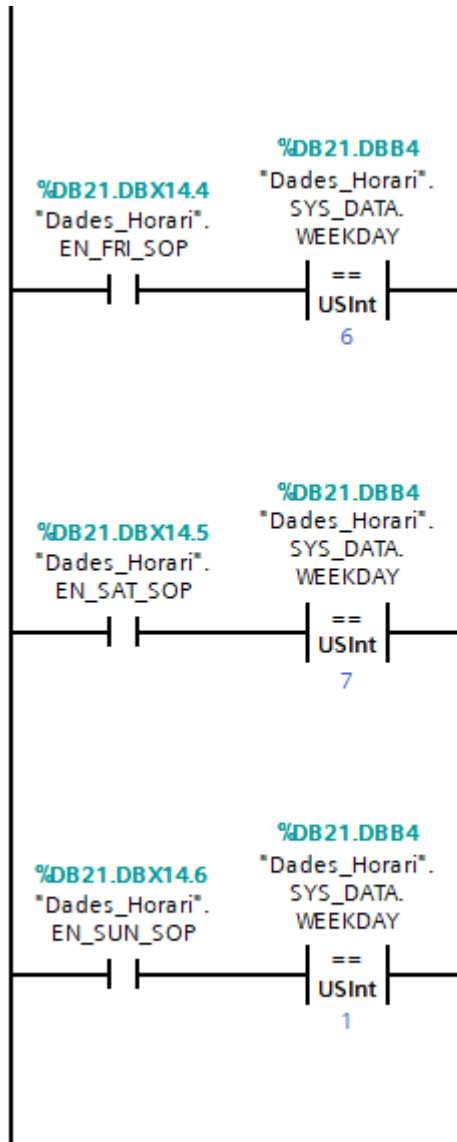 %DB21.DBB4
"Dades_Horari".
SYS_DATA.
WEEKDAY
%DB21.DBX14.4
"Dades_Horari".
EN_FRI_SOP
==
USInt
6
%DB21.DBB4
"Dades_Horari".
SYS_DATA.
WEEKDAY
%DB21.DBX14.5
"Dades_Horari".
EN_SAT_SOP
==
USInt
7
%DB21.DBB4
"Dades_Horari".
SYS_DATA.
WEEKDAY
%DB21.DBX14.6
"Dades_Horari".
EN_SUN_SOP
==
USInt
1